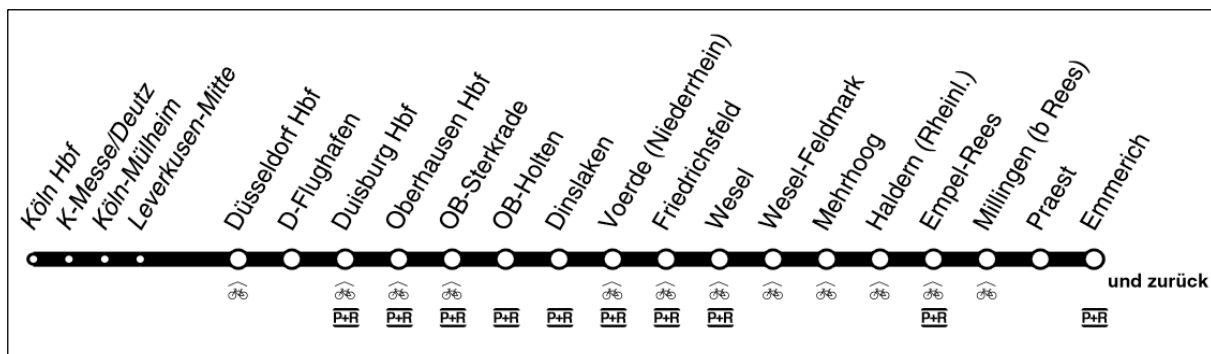 Köln Hbf
K-Messe/Deutz
Köln-Mülheim
Leverkusen-Mitte
Düsseldorf Hbf
D-Flughafen
Duisburg Hbf
Oberhausen Hbf
OB-Sterkrade
OB-Holten
Dinslaken
Voerde (Niederrhein)
Friedrichsfeld
Wesel
Wesel-Feldmark
Mehrhoog
Haldern (Rheinl.)
Empel-Rees
Millingen (b Rees)
Praest
Emmerich
und zurück
P+R P+R P+R P+R P+R P+R P+R P+R P+R P+R